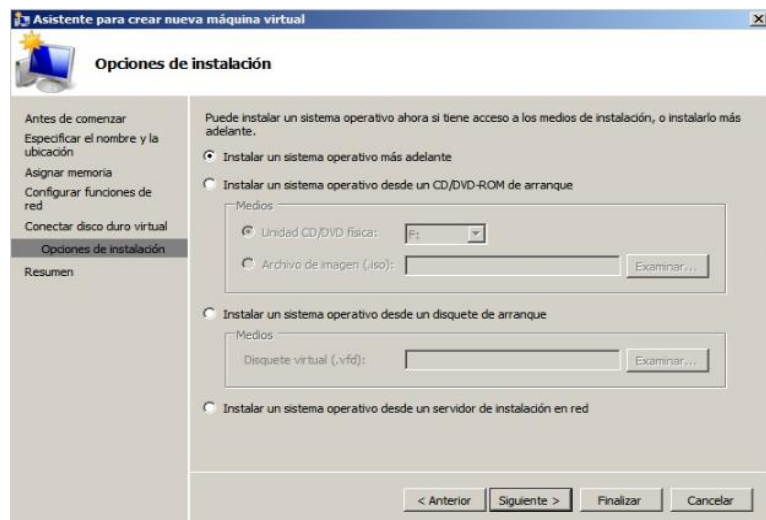 Asistente para crear nueva máquina virtual
Opciones de instalación
Antes de comenzar
Especificar el nombre y la
ubicación
Asignar memoria
Configurar funciones de
red
Conectar disco duro virtual
Opciones de instalación
Resumen
Puede instalar un sistema operativo ahora si tiene acceso a los medios de instalación, o instalarlo más
adelante.
Instalar un sistema operativo más adelante
Instalar un sistema operativo desde un CD/DVD-ROM de arranque
Medios
Unidad CD/DVD física: F:
Archivo de imagen (.iso): Examinar...
Instalar un sistema operativo desde un disquete de arranque
Medios
Disquete virtual (.vfd): Examinar...
Instalar un sistema operativo desde un servidor de instalación en red
< Anterior Siguiente > Finalizar Cancelar